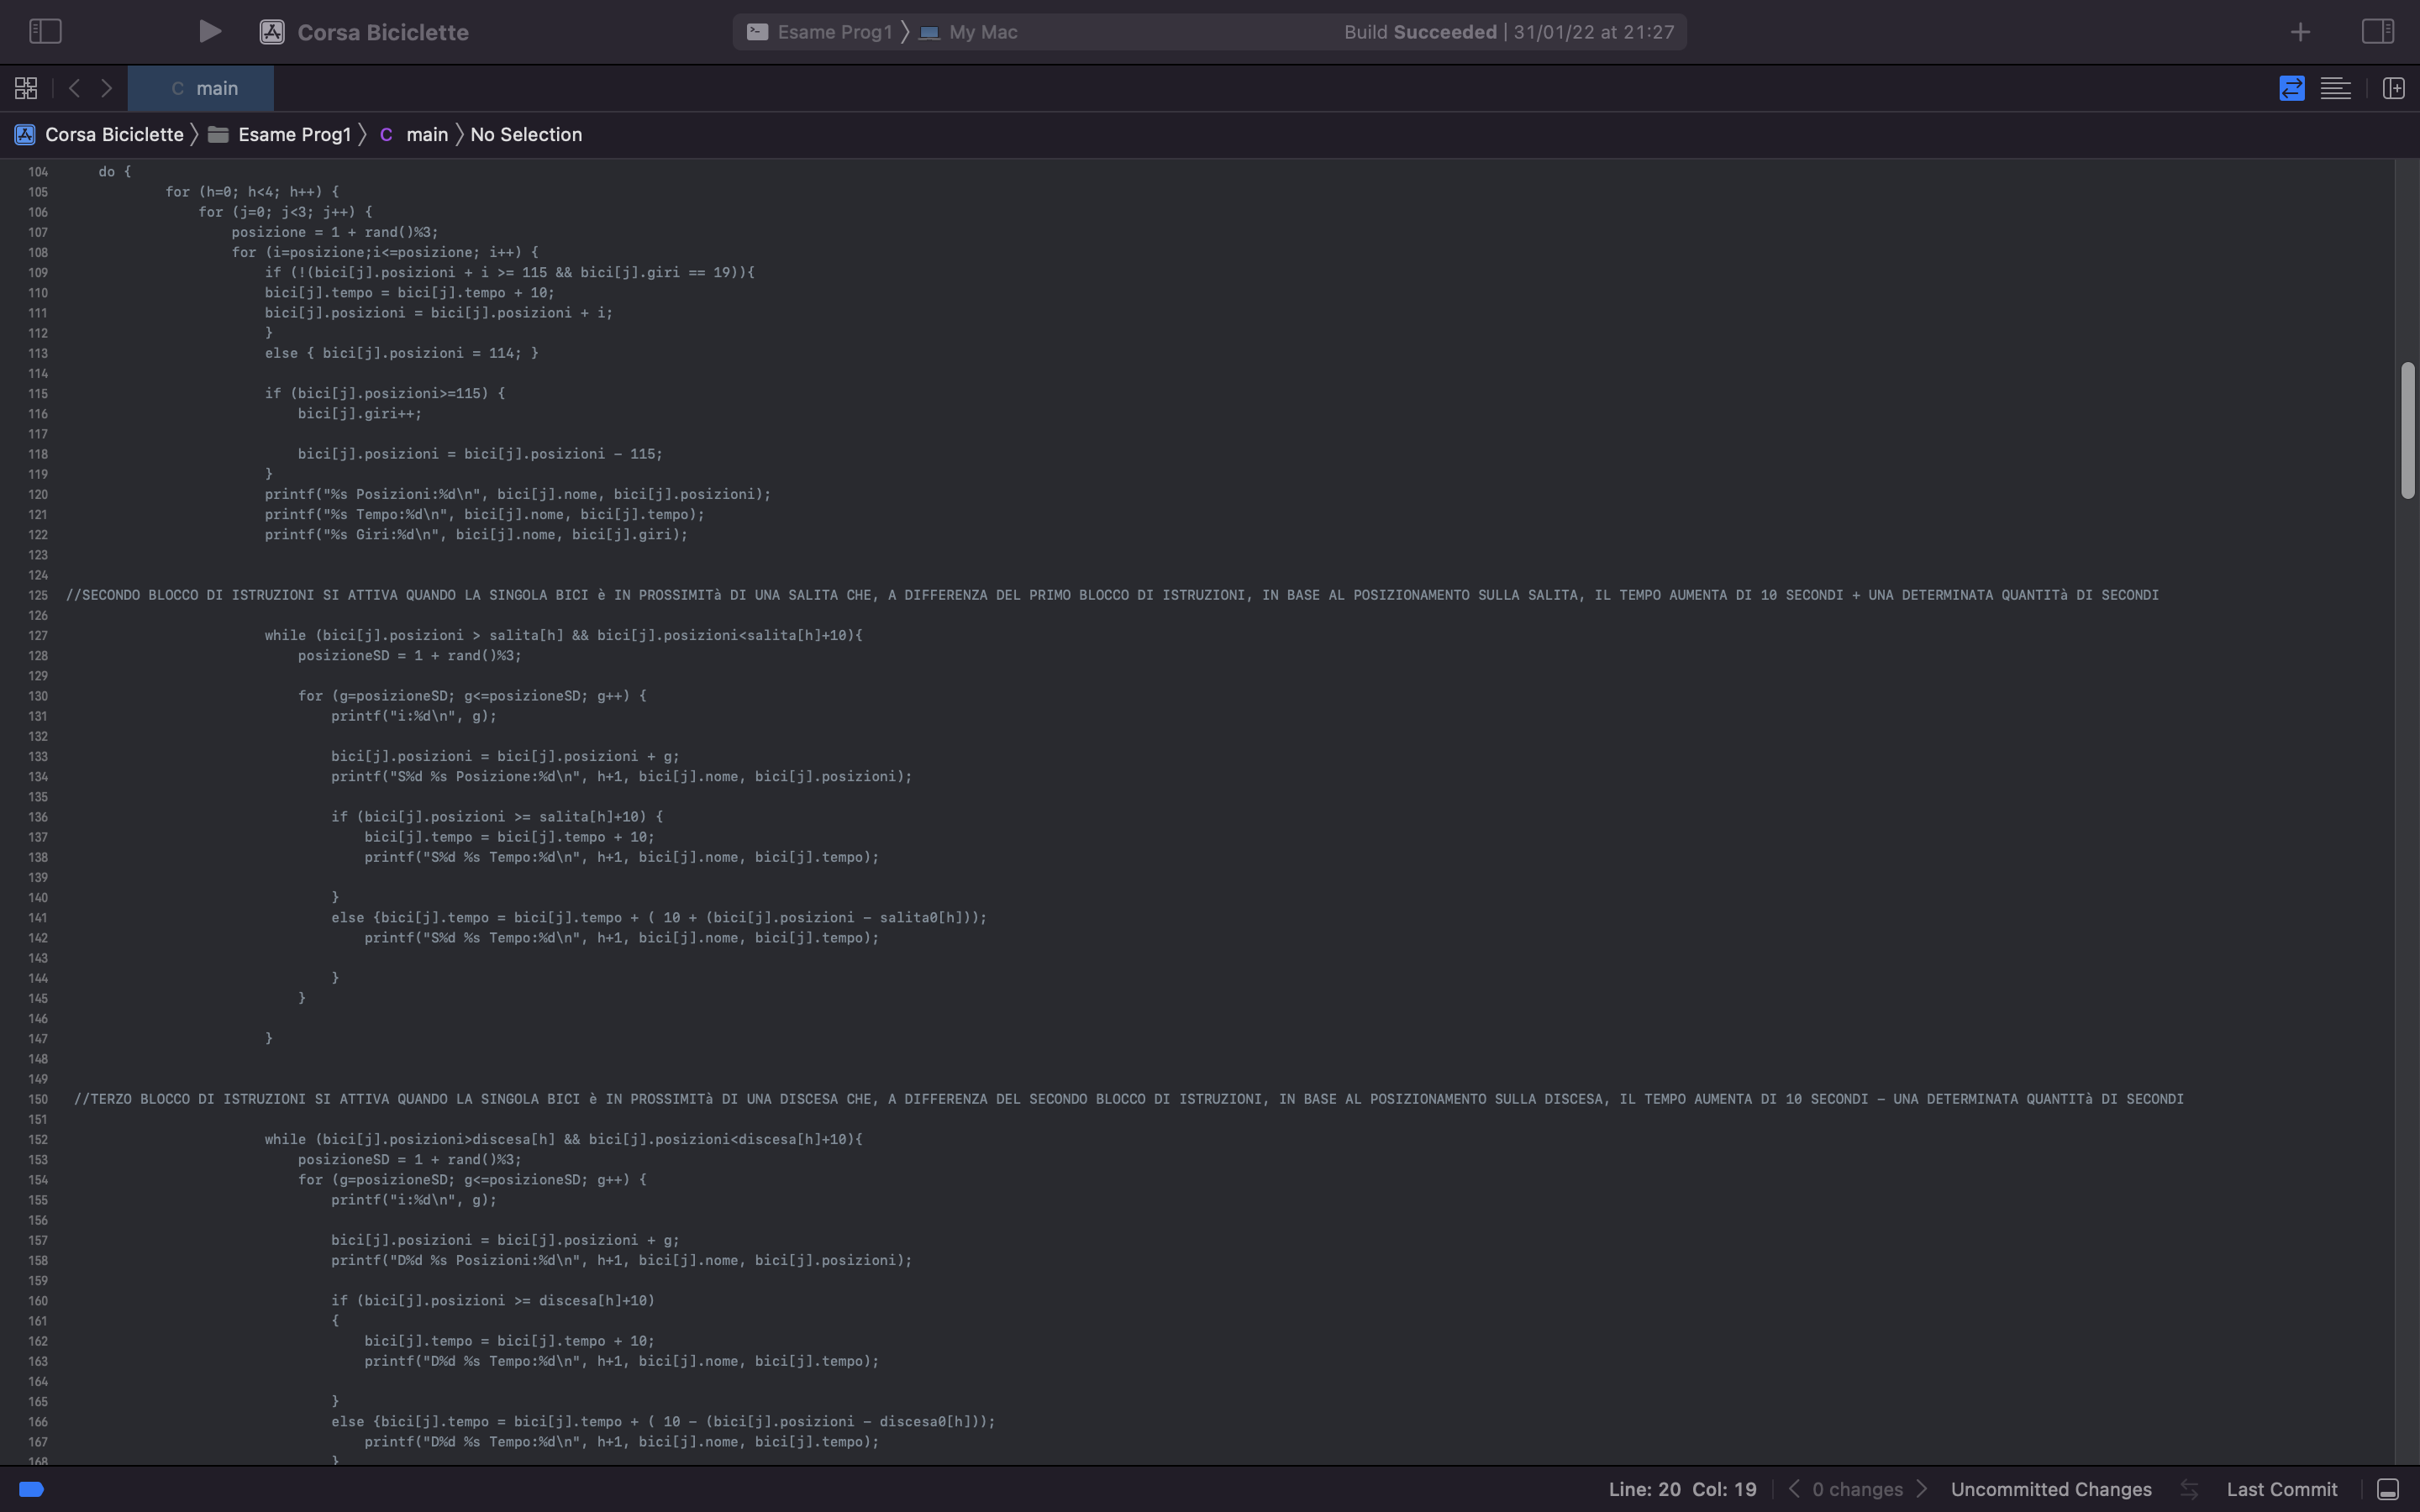 Corsa Biciclette
Esame Prog1 My Mac
Build Succeeded | 31/01/22 at 21:27
C main
Corsa Biciclette Esame Prog1 C main No Selection
104 do {
105 for (h=0; h<4; h++) {
106 for (j=0; j<3; j++) {
107 posizione = 1 + rand()%3;
108 for (i=posizione;i<=posizione; i++) {
109 if (!(bici[j].posizioni + i >= 115 && bici[j].giri == 19)){
110 bici[j].tempo = bici[j].tempo + 10;
111 bici[j].posizioni = bici[j].posizioni + i;
112 }
113 else { bici[j].posizioni = 114; }
114
115 if (bici[j].posizioni>=115) {
116 bici[j].giri++;
117
118 bici[j].posizioni = bici[j].posizioni - 115;
119 }
120 printf("%s Posizioni:%d\n", bici[j].nome, bici[j].posizioni);
121 printf("%s Tempo:%d\n", bici[j].nome, bici[j].tempo);
122 printf("%s Giri:%d\n", bici[j].nome, bici[j].giri);
123
124
125 //SECONDO BLOCCO DI ISTRUZIONI SI ATTIVA QUANDO LA SINGOLA BICI è IN PROSSIMITà DI UNA SALITA CHE, A DIFFERENZA DEL PRIMO BLOCCO DI ISTRUZIONI, IN BASE AL POSIZIONAMENTO SULLA SALITA, IL TEMPO AUMENTA DI 10 SECONDI + UNA DETERMINATA QUANTITà DI SECONDI
126
127 while (bici[j].posizioni > salita[h] && bici[j].posizioni<salita[h]+10){
128 posizioneSD = 1 + rand()%3;
129
130 for (g=posizioneSD; g<=posizioneSD; g++) {
131 printf("i:%d\n", g);
132
133 bici[j].posizioni = bici[j].posizioni + g;
134 printf("S%d %s Posizione:%d\n", h+1, bici[j].nome, bici[j].posizioni);
135
136 if (bici[j].posizioni >= salita[h]+10) {
137 bici[j].tempo = bici[j].tempo + 10;
138 printf("S%d %s Tempo:%d\n", h+1, bici[j].nome, bici[j].tempo);
139
140 }
141 else {bici[j].tempo = bici[j].tempo + ( 10 + (bici[j].posizioni - salita0[h]));
142 printf("S%d %s Tempo:%d\n", h+1, bici[j].nome, bici[j].tempo);
143
144 }
145 }
146
147 }
148
149
150 //TERZO BLOCCO DI ISTRUZIONI SI ATTIVA QUANDO LA SINGOLA BICI è IN PROSSIMITà DI UNA DISCESA CHE, A DIFFERENZA DEL SECONDO BLOCCO DI ISTRUZIONI, IN BASE AL POSIZIONAMENTO SULLA DISCESA, IL TEMPO AUMENTA DI 10 SECONDI - UNA DETERMINATA QUANTITà DI SECONDI
151
152 while (bici[j].posizioni>discesa[h] && bici[j].posizioni<discesa[h]+10){
153 posizioneSD = 1 + rand()%3;
154 for (g=posizioneSD; g<=posizioneSD; g++) {
155 printf("i:%d\n", g);
156
157 bici[j].posizioni = bici[j].posizioni + g;
158 printf("D%d %s Posizioni:%d\n", h+1, bici[j].nome, bici[j].posizioni);
159
160 if (bici[j].posizioni >= discesa[h]+10)
161 {
162 bici[j].tempo = bici[j].tempo + 10;
163 printf("D%d %s Tempo:%d\n", h+1, bici[j].nome, bici[j].tempo);
164
165 }
166 else {bici[j].tempo = bici[j].tempo + ( 10 - (bici[j].posizioni - discesa0[h]));
167 printf("D%d %s Tempo:%d\n", h+1, bici[j].nome, bici[j].tempo);
168 }
Line: 20 Col: 19 0 changes Uncommitted Changes Last Commit